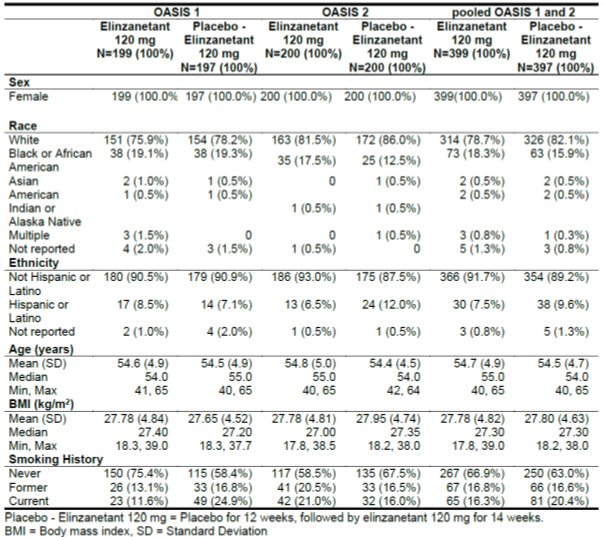 OASIS 1 OASIS 2 pooled OASIS 1 and 2
Elinzanetant Placebo - Elinzanetant Placebo - Elinzanetant Placebo -
120 mg Elinzanetant 120 mg Elinzanetant 120 mg Elinzanetant
N=199 (100%) 120 mg N=200 (100%) 120 mg N=399 (100%) 120 mg
N=197 (100%) N=200 (100%) N=397 (100%)
Sex
Female 199 (100.0% 197 (100.0%) 200 (100.0%) 200 (100.0%) 399(100.0%) 397 (100.0%)
Race
White 151 (75.9%) 154 (78.2%) 163 (81.5%) 172 (86.0%) 314 (78.7%) 326 (82.1%)
Black or African 38 (19.1%) 38 (19.3%) 35 (17.5%) 25 (12.5%) 73 (18.3%) 63 (15.9%)
American
Asian 2 (1.0%) 1 (0.5%) 0 1 (0.5%) 2 (0.5%) 2 (0.5%)
American 1 (0.5%) 1 (0.5%) 2 (0.5%) 2 (0.5%)
Indian or 1 (0.5%) 1 (0.5%)
Alaska Native
Multiple 3 (1.5%) 0 0 1 (0.5%) 3 (0.8%) 1 (0.3%)
Not reported 4 (2.0%) 3 (1.5%) 1 (0.5%) 0 5 (1.3%) 3 (0.8%)
Ethnicity
Not Hispanic or 180 (90.5%) 179 (90.9%) 186 (93.0%) 175 (87.5%) 366 (91.7%) 354 (89.2%)
Latino
Hispanic or 17 (8.5%) 14 (7.1%) 13 (6.5%) 24 (12.0%) 30 (7.5%) 38 (9.6%)
Latino
Not reported 2 (1.0%) 4 (2.0%) 1 (0.5%) 1 (0.5%) 3 (0.8%) 5 (1.3%)
Age (years)
Mean (SD) 54.6 (4.9) 54.5 (4.9) 54.8 (5.0) 54.4 (4.5) 54.7 (4.9) 54.5 (4.7)
Median 54.0 55.0 55.0 54.0 55.0 54.0
Min, Max 41, 65 40, 65 40, 65 42, 64 40, 65 40, 65
BMI (kg/m²)
Mean (SD) 27.78 (4.84) 27.65 (4.52) 27.78 (4.81) 27.95 (4.74) 27.78 (4.82) 27.80 (4.63)
Median 27.40 27.20 27.00 27.35 27.30 27.30
Min, Max 18.3, 39.0 18.3, 37.7 17.8, 38.5 18.2, 38.0 17.8, 39.0 18.2, 38.0
Smoking History
Never 150 (75.4%) 115 (58.4%) 117 (58.5%) 135 (67.5%) 267 (66.9%) 250 (63.0%)
Former 26 (13.1%) 33 (16.8%) 41 (20.5%) 33 (16.5%) 67 (16.8%) 66 (16.6%)
Current 23 (11.6%) 49 (24.9%) 42 (21.0%) 32 (16.0%) 65 (16.3%) 81 (20.4%)
Placebo - Elinzanetant 120 mg = Placebo for 12 weeks, followed by elinzanetant 120 mg for 14 weeks.
BMI = Body mass index, SD = Standard Deviation